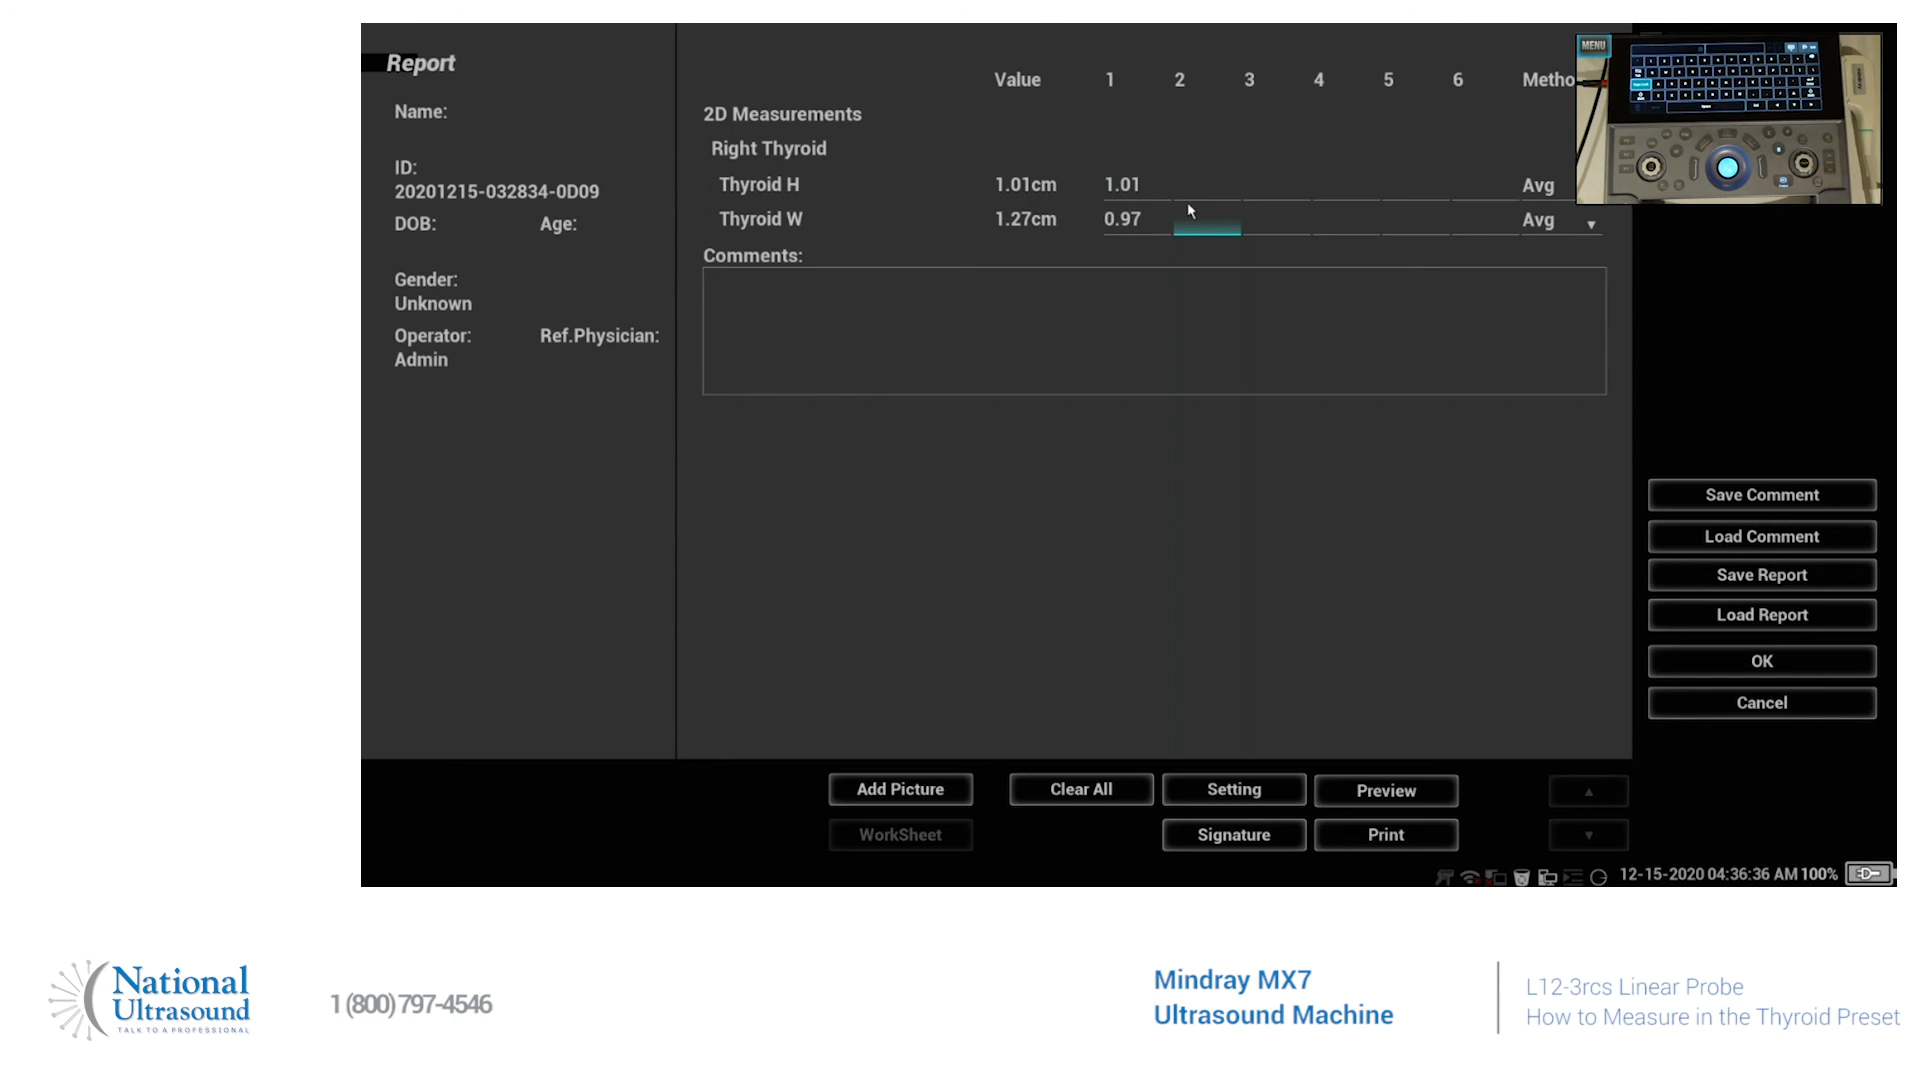 Report
Name:
ID:
20201215-032834-0D09
DOB: Age:
Gender:
Unknown
Operator: Ref.Physician:
Admin
Value 1 2 3 4 5 6 Metho
2D Measurements
Right Thyroid
Thyroid H 1.01cm 1.01 Avg
Thyroid W 1.27cm 0.97 Avg
Comments:
MENU
Save Comment
Load Comment
Save Report
Load Report
OK
Cancel
Add Picture Clear All Setting Preview
WorkSheet Signature Print
12-15-2020 04:36:36 AM 100%
National
Ultrasound
TALK TO A PROFESSIONAL
1 (800) 797-4546
Mindray MX7
Ultrasound Machine
L12-3rcs Linear Probe
How to Measure in the Thyroid Preset